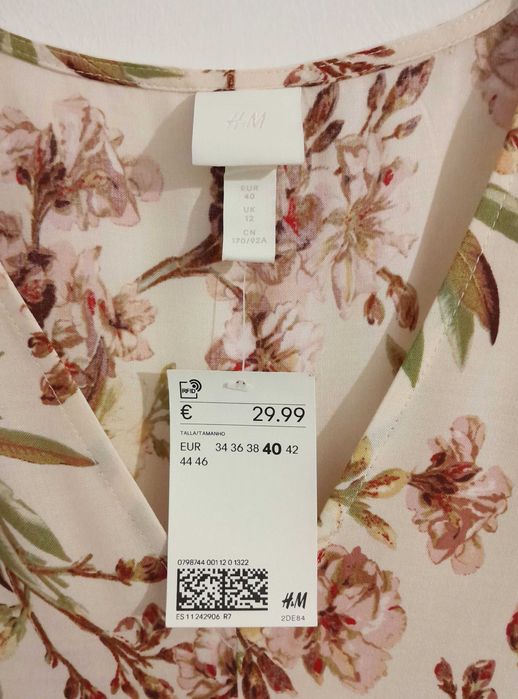 H&M
EUR
40
UK
12
CN
170/92A
RFID
€ 29.99
TALLA/TAMANHO
EUR 34 36 38 40 42
44 46
0798744 001 12 0 1322
ES 11 242906 R7
H&M
2DE84